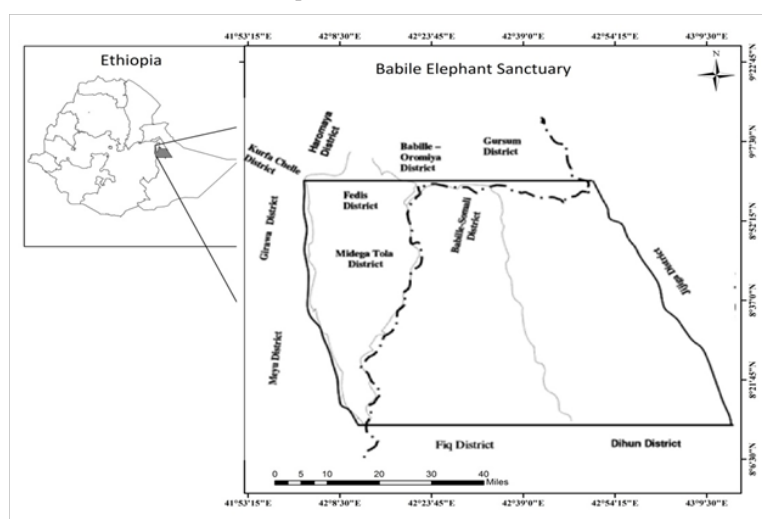 41°53'15"E 42°8'30"E 42°23'45"E 42°39'0"E 42°54'15"E 43°9'30"E
Ethiopia
Babile Elephant Sanctuary
N
9°22'45"N
9°7'30"N
8°52'15"N
8°37'0"N
8°21'45"N
Haromaya
District
Kurfa Chelle
District
Babille –
Oromiya
District
Gursum
District
Fedis
District
Girawa District
Babille-Somali
District
Midega Tola
District
Jijiga District
Meyu District
Fiq District
Dihun District
0 5 10 20 30 40
Miles
41°53'15"E 42°8'30"E 42°23'45"E 42°39'0"E 42°54'15"E 43°9'30"E